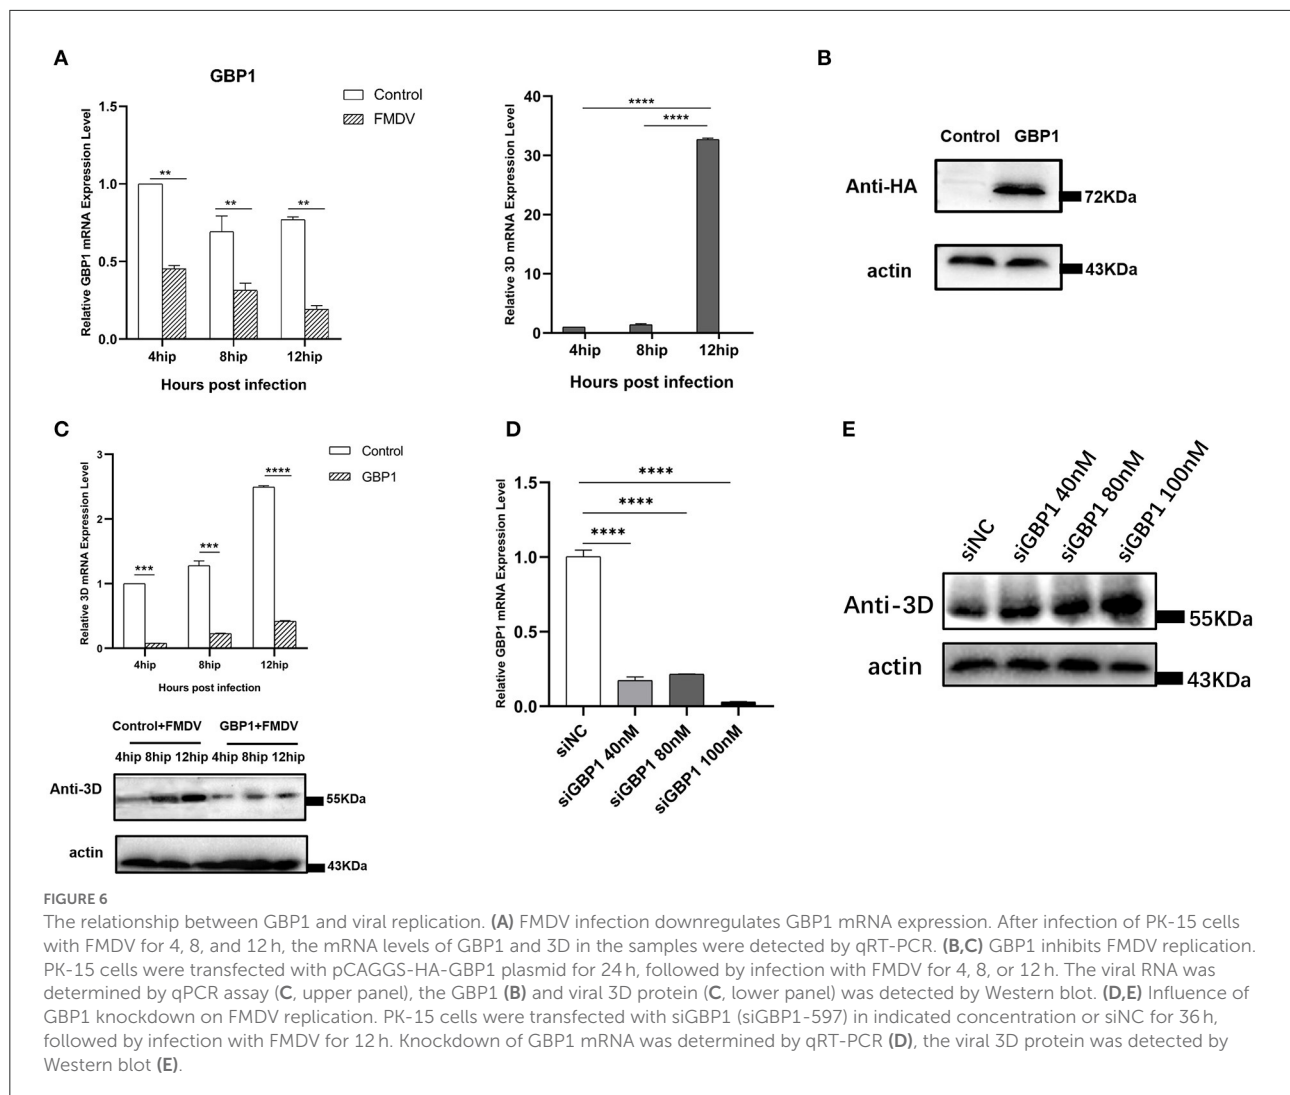 A
GBP1
Control
FMDV
Relative GBP1 mRNA Expression Level
1.5
1.0
0.5
0.0
**
**
**
4hip
8hip
12hip
Hours post infection
Relative 3D mRNA Expression Level
40
30
20
10
0
****
****
4hip
8hip
12hip
Hours post infection
B
Control GBP1
Anti-HA
72KDa
actin
43KDa
C
Control
GBP1
Relative 3D mRNA Expression Level
3
2
1
0
***
***
****
4hip
8hip
12hip
Hours post infection
Control+FMDV GBP1+FMDV
4hip 8hip 12hip 4hip 8hip 12hip
Anti-3D
55KDa
actin
43KDa
D
Relative GBP1 mRNA Expression Level
1.5
1.0
0.5
0.0
****
****
****
siNC
siGBP1 40nM
siGBP1 80nM
siGBP1 100nM
E
siNC
siGBP1 40nM
siGBP1 80nM
siGBP1 100nM
Anti-3D
55KDa
actin
43KDa
FIGURE 6
The relationship between GBP1 and viral replication. (A) FMDV infection downregulates GBP1 mRNA expression. After infection of PK-15 cells
with FMDV for 4, 8, and 12 h, the mRNA levels of GBP1 and 3D in the samples were detected by qRT-PCR. (B,C) GBP1 inhibits FMDV replication.
PK-15 cells were transfected with pCAGGS-HA-GBP1 plasmid for 24 h, followed by infection with FMDV for 4, 8, or 12 h. The viral RNA was
determined by qPCR assay (C, upper panel), the GBP1 (B) and viral 3D protein (C, lower panel) was detected by Western blot. (D,E) Influence of
GBP1 knockdown on FMDV replication. PK-15 cells were transfected with siGBP1 (siGBP1-597) in indicated concentration or siNC for 36 h,
followed by infection with FMDV for 12 h. Knockdown of GBP1 mRNA was determined by qRT-PCR (D), the viral 3D protein was detected by
Western blot (E).